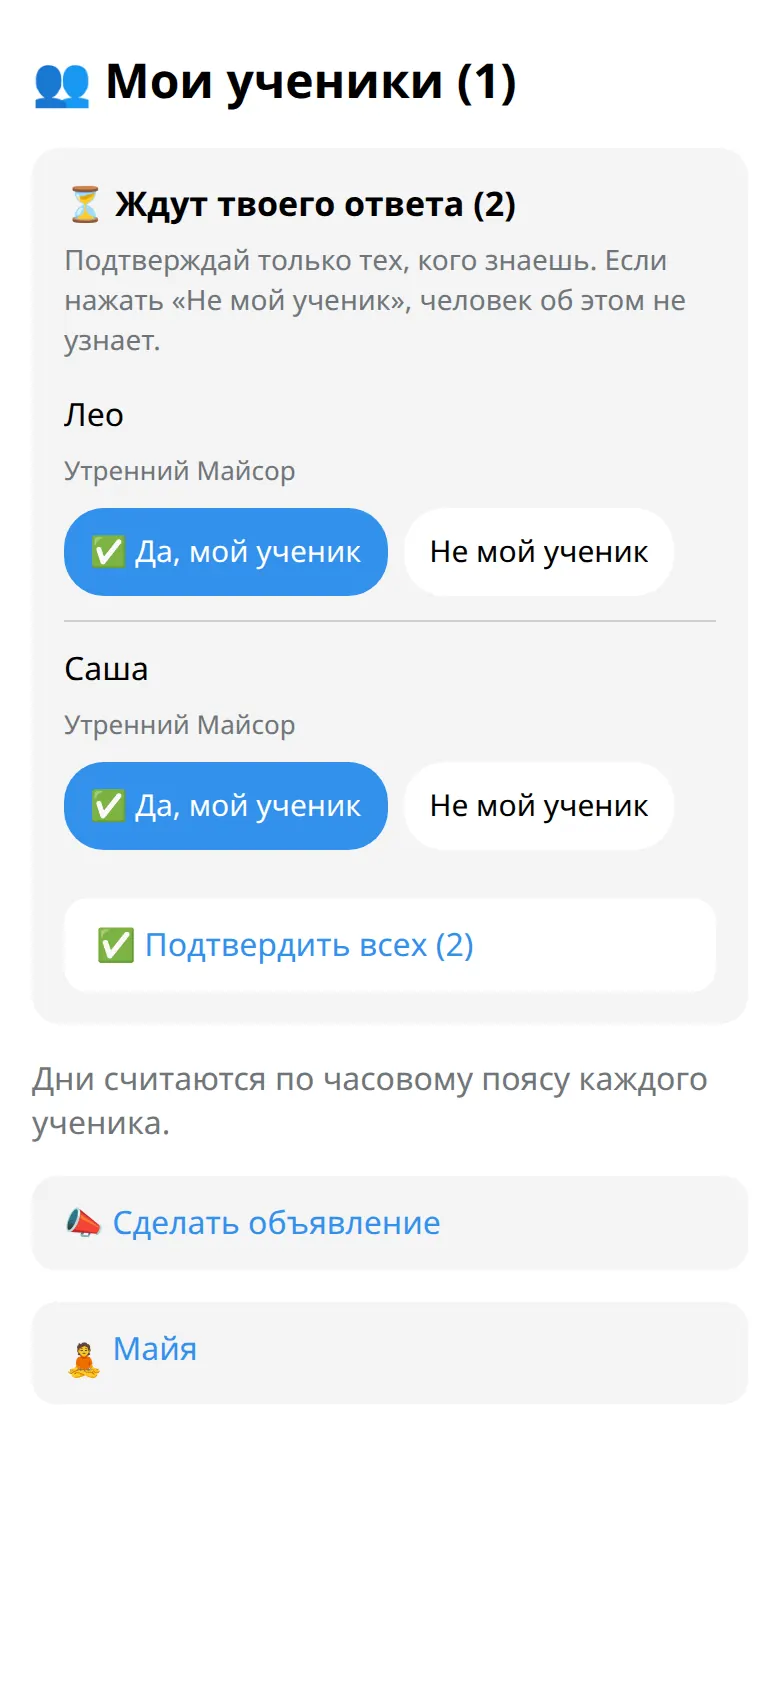 👥 Мои ученики (1)
⏳ Ждут твоего ответа (2)
Подтверждай только тех, кого знаешь. Если
нажать «Не мой ученик», человек об этом не
узнает.
Лео
Утренний Майсор
✅ Да, мой ученик
Не мой ученик
Саша
Утренний Майсор
✅ Да, мой ученик
Не мой ученик
✅ Подтвердить всех (2)
Дни считаются по часовому поясу каждого
ученика.
📣 Сделать объявление
🧘 Майя